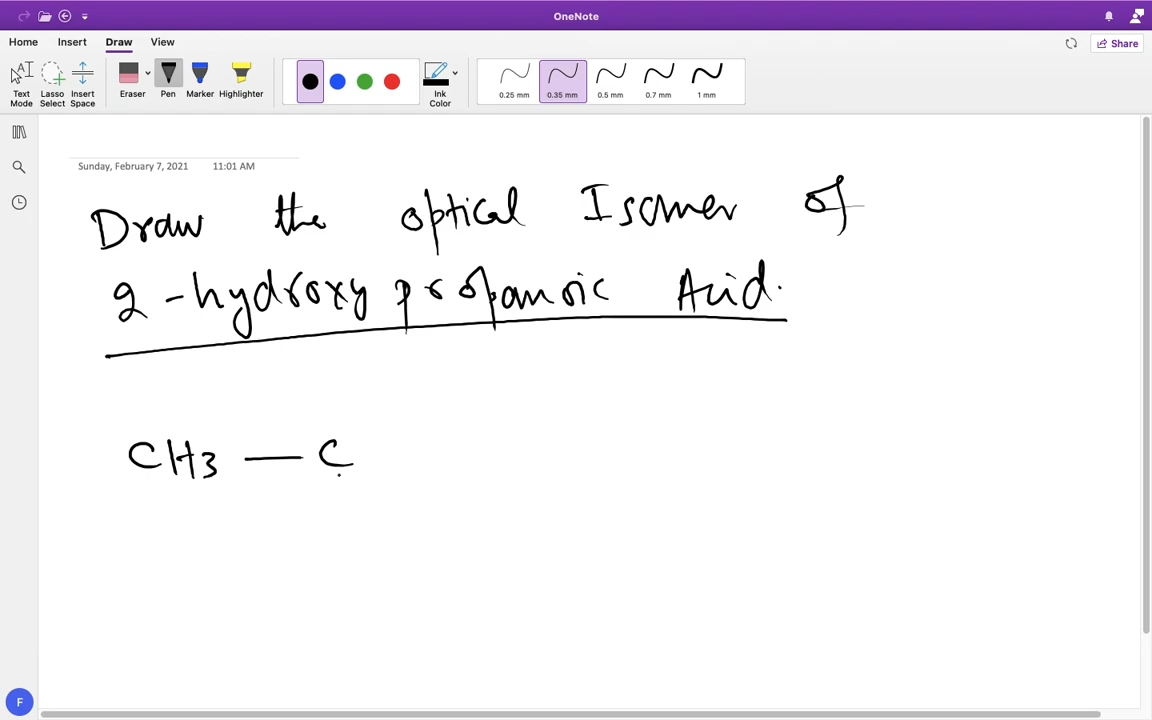 OneNote
Home Insert Draw View
Share
Text Mode
Lasso Select
Insert Space
Eraser
Pen
Marker
Highlighter
Ink Color
0.25 mm
0.35 mm
0.5 mm
0.7 mm
1 mm
Sunday, February 7, 2021 11:01 AM
Draw the optical Isomer of
2-hydroxy propanoic Acid.
CH3 — C
F